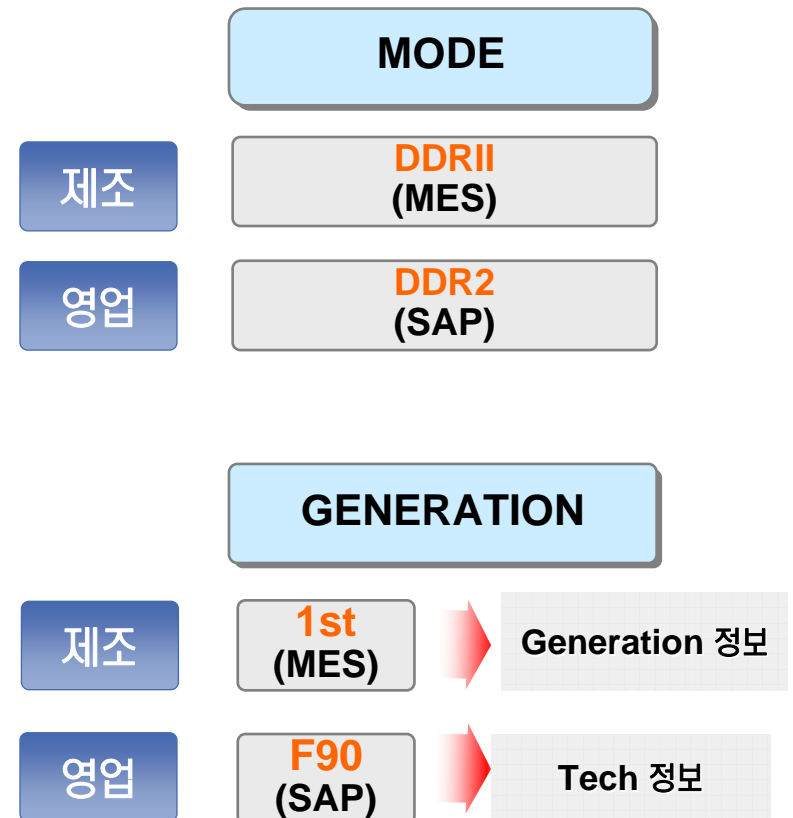 MODE
제조
DDRII
(MES)
영업
DDR2
(SAP)
GENERATION
제조
1st
(MES)
Generation 정보
영업
F90
(SAP)
Tech 정보